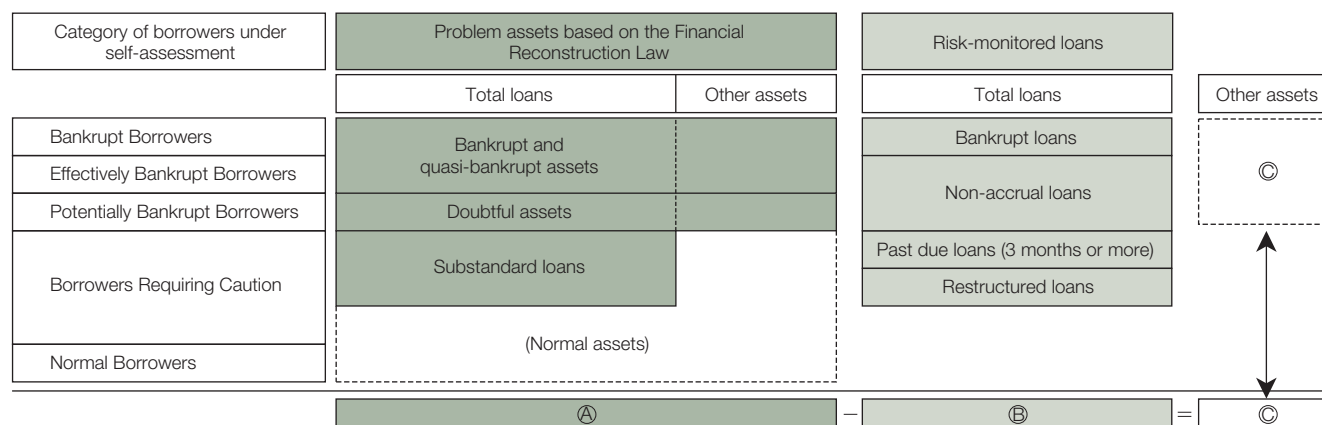 Category of borrowers under
self-assessment
Problem assets based on the Financial
Reconstruction Law
Risk-monitored loans
Total loans
Other assets
Total loans
Other assets
Bankrupt Borrowers
Effectively Bankrupt Borrowers
Potentially Bankrupt Borrowers
Borrowers Requiring Caution
Normal Borrowers
Bankrupt and
quasi-bankrupt assets
Doubtful assets
Substandard loans
(Normal assets)
Bankrupt loans
Non-accrual loans
Past due loans (3 months or more)
Restructured loans
Ⓒ
Ⓐ – Ⓑ = Ⓒ